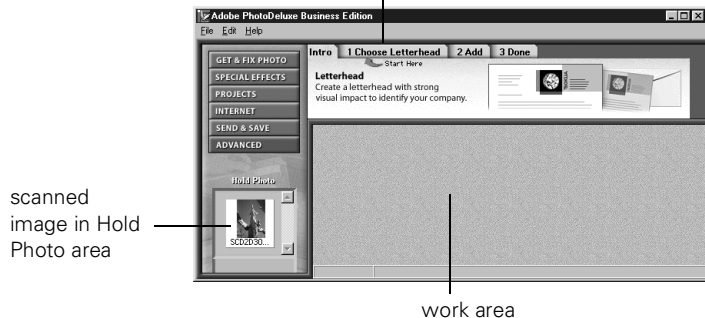 Adobe PhotoDeluxe Business Edition
File Edit Help
Intro 1 Choose Letterhead 2 Add 3 Done
Start Here
Letterhead
Create a letterhead with strong
visual impact to identify your company.
GET & FIX PHOTO
SPECIAL EFFECTS
PROJECTS
INTERNET
SEND & SAVE
ADVANCED
Hold Photo
SCD2D30...
scanned
image in Hold
Photo area
work area